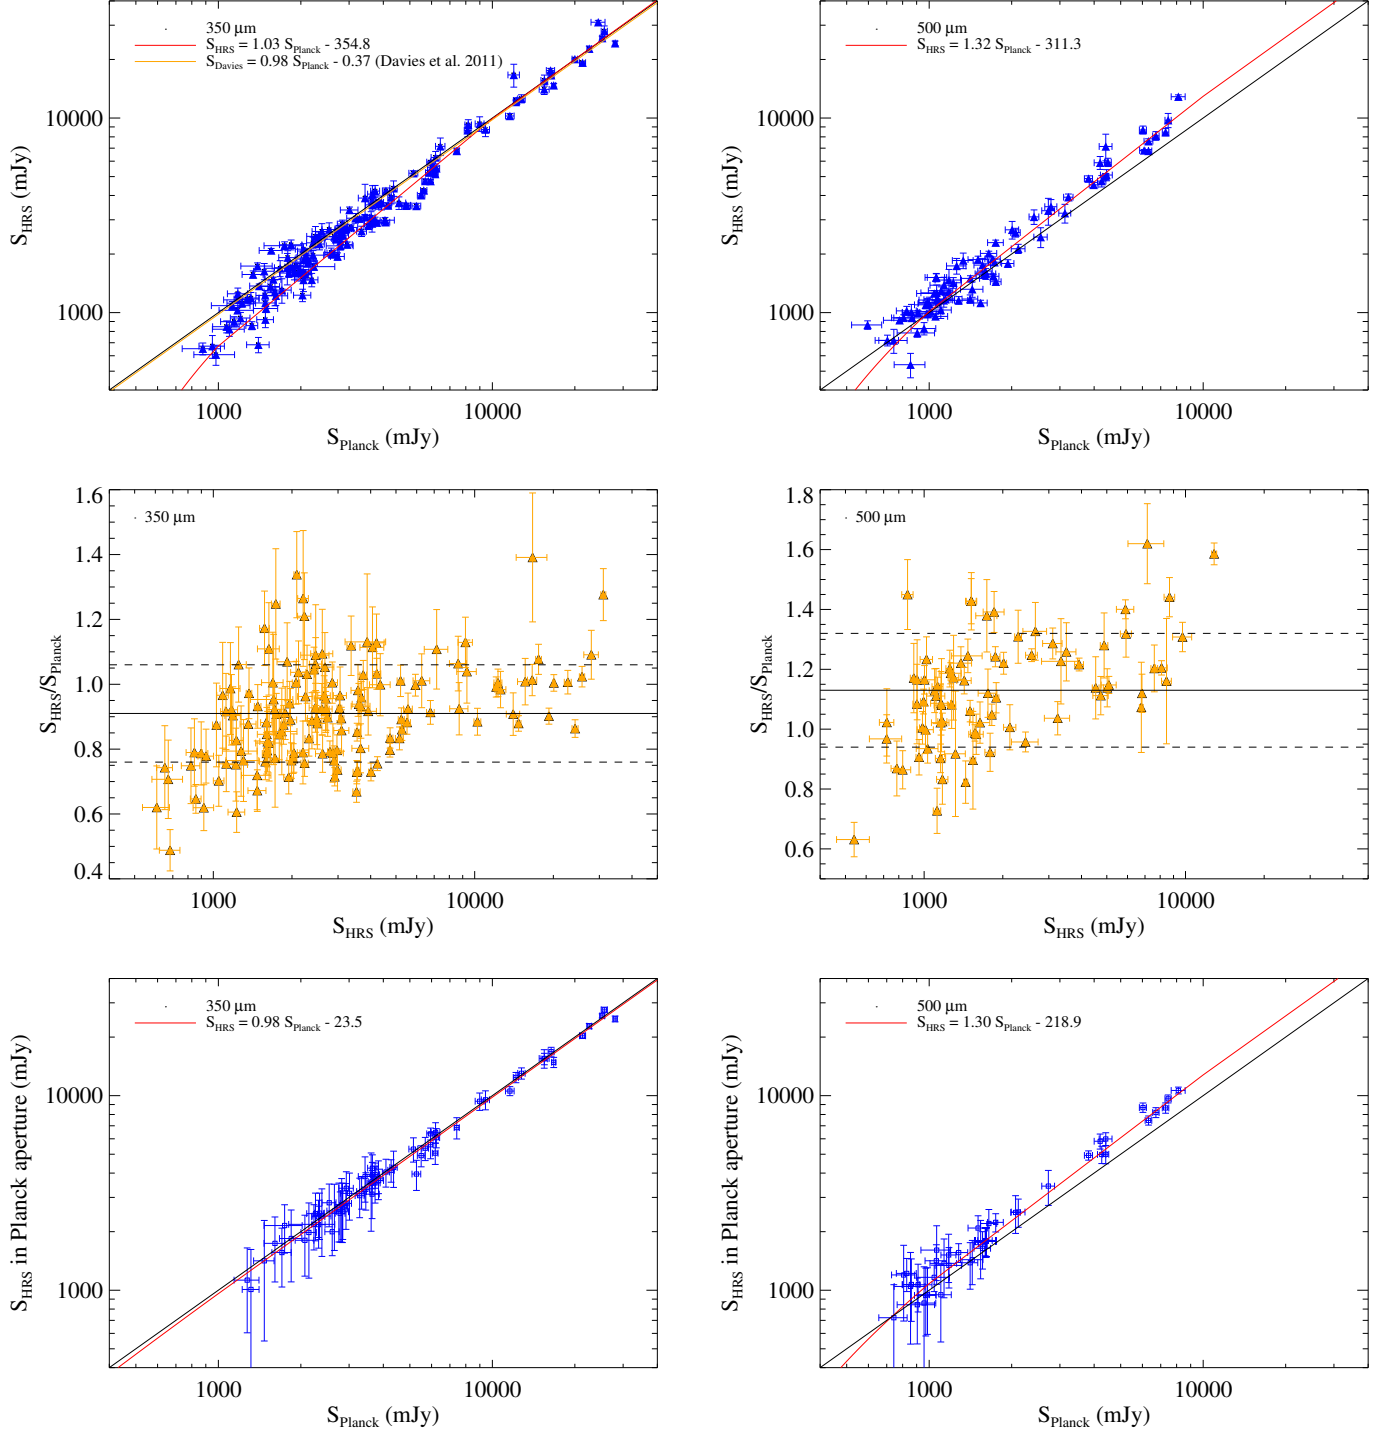 350 μm
S_HRS = 1.03 S_Planck - 354.8
S_Davies = 0.98 S_Planck - 0.37 (Davies et al. 2011)
S_HRS (mJy)
10000
1000
1000 10000
S_Planck (mJy)
500 μm
S_HRS = 1.32 S_Planck - 311.3
S_HRS (mJy)
10000
1000
1000 10000
S_Planck (mJy)
350 μm
S_HRS/S_Planck
1.6
1.4
1.2
1.0
0.8
0.6
0.4
1000 10000
S_HRS (mJy)
500 μm
S_HRS/S_Planck
1.8
1.6
1.4
1.2
1.0
0.8
0.6
1000 10000
S_HRS (mJy)
350 μm
S_HRS = 0.98 S_Planck - 23.5
S_HRS in Planck aperture (mJy)
10000
1000
1000 10000
S_Planck (mJy)
500 μm
S_HRS = 1.30 S_Planck - 218.9
S_HRS in Planck aperture (mJy)
10000
1000
1000 10000
S_Planck (mJy)